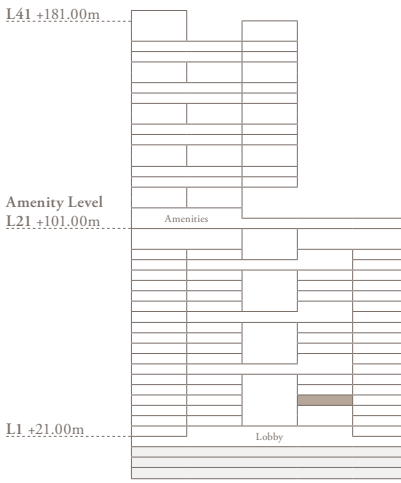 L41 +181.00m
Amenity Level
L21 +101.00m
Amenities
L1 +21.00m
Lobby